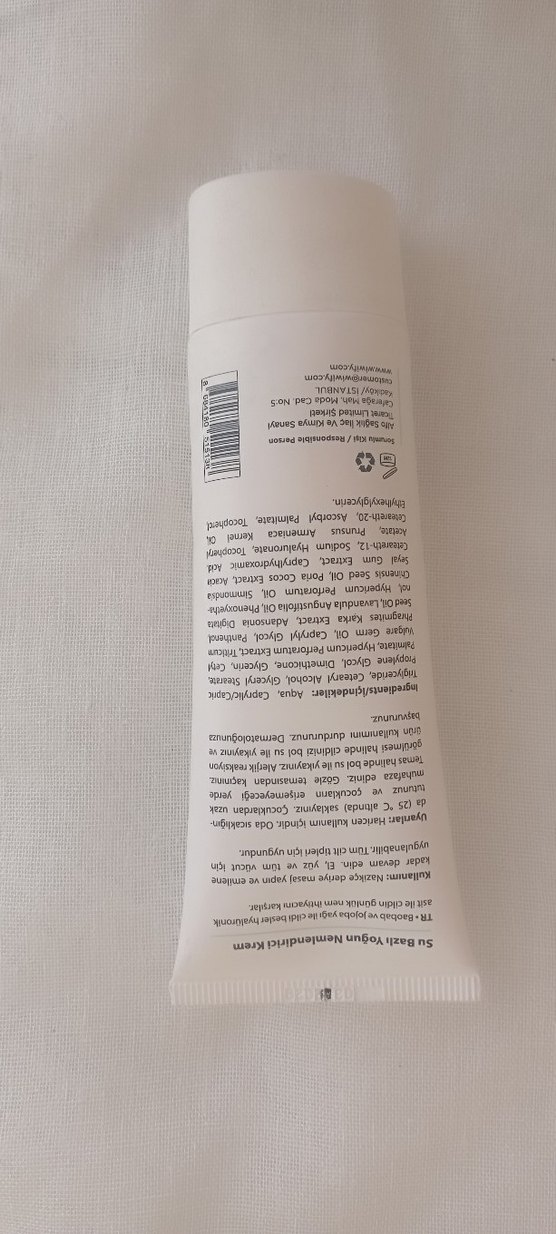 Su Bazlı Yoğun Nemlendirici Krem
TR • Baobab ve jojoba yağı ile cildi besler hyalüronik
asit ile cildin günlük nem ihtiyacını karşılar.
Kullanım: Nazikçe deriye masaj yapın ve emilene
kadar devam edin. El, yüz ve tüm vücut için
uygulanabilir. Tüm cilt tipleri için uygundur.
Uyarılar: Haricen kullanım içindir. Oda sıcaklığın-
da (25 °C altında) saklayınız. Çocuklardan uzak
tutunuz ve çocukların erişemeyeceği yerde
muhafaza ediniz. Gözle temasından kaçınınız.
Temas halinde bol su ile yıkayınız. Alerjik reaksiyon
görülmesi halinde cildinizi bol su ile yıkayınız ve
ürün kullanımını durdurunuz. Dermatoloğunuza
başvurunuz.
Ingredients/İçindekiler: Aqua, Caprylic/Capric
Triglyceride, Cetearyl Alcohol, Glyceryl Stearate,
Propylene Glycol, Dimethicone, Glycerin, Cetyl
Palmitate, Hypericum Perforatum Extract, Triticum
Vulgare Germ Oil, Caprylyl Glycol, Panthenol,
Phragmites Karka Extract, Adansonia Digitata
Seed Oil, Lavandula Angustifolia Oil, Phenoxyetha-
nol, Hypericum Perforatum Oil, Simmondsia
Chinensis Seed Oil, Poria Cocos Extract, Acacia
Seyal Gum Extract, Caprylhydroxamic Acid,
Ceteareth-12, Sodium Hyaluronate, Tocopheryl
Acetate, Prunsus Armeniaca Kernel Oil,
Ceteareth-20, Ascorbyl Palmitate, Tocopherol,
Ethylhexylglycerin.
Sorumlu Kişi / Responsible Person
Alfo Sağlık İlaç Ve Kimya Sanayi
Ticaret Limited Şirketi
Caferağa Mah. Moda Cad. No:5
Kadıköy/ İSTANBUL
customer@wiwify.com
www.wiwify.com